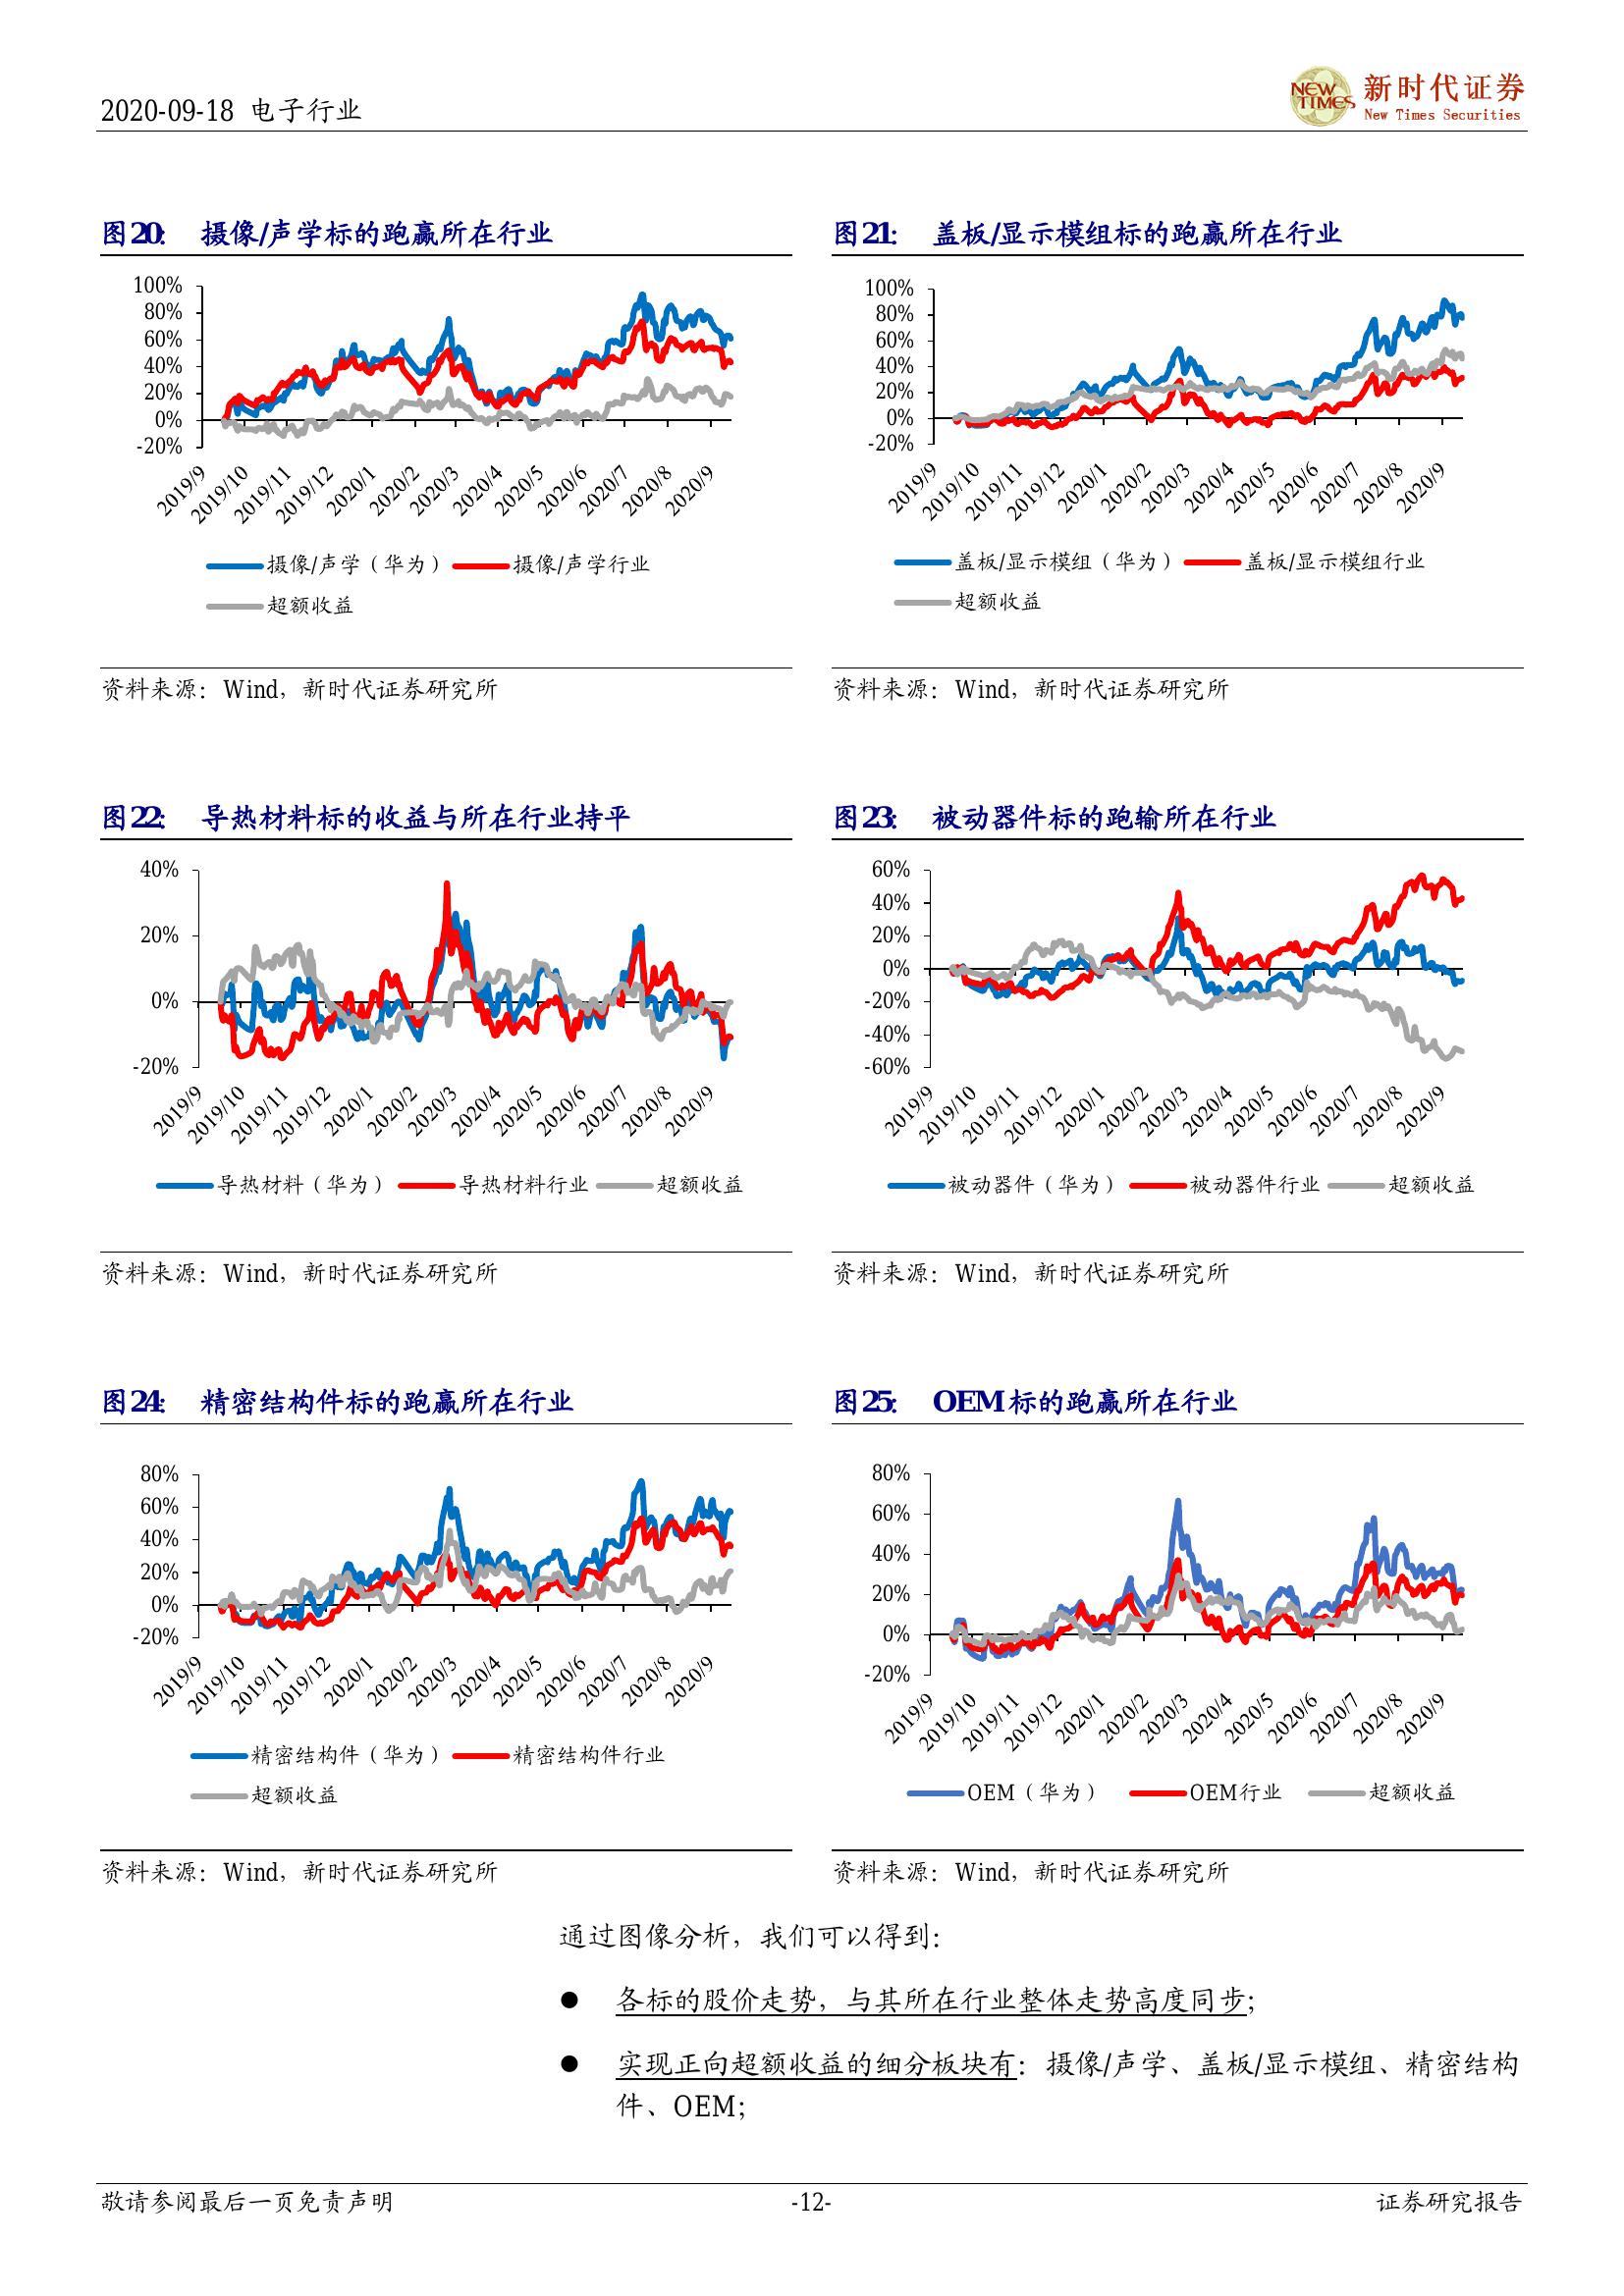 2020-09-18 电子行业
NEW TIMES 新时代证券
New Times Securities
图20： 摄像/声学标的跑赢所在行业
100%
80%
60%
40%
20%
0%
-20%
2019/9 2019/10 2019/11 2019/12 2020/1 2020/2 2020/3 2020/4 2020/5 2020/6 2020/7 2020/8 2020/9
摄像/声学（华为） 摄像/声学行业
超额收益
资料来源：Wind，新时代证券研究所
图21： 盖板/显示模组标的跑赢所在行业
100%
80%
60%
40%
20%
0%
-20%
2019/9 2019/10 2019/11 2019/12 2020/1 2020/2 2020/3 2020/4 2020/5 2020/6 2020/7 2020/8 2020/9
盖板/显示模组（华为） 盖板/显示模组行业
超额收益
资料来源：Wind，新时代证券研究所
图22： 导热材料标的收益与所在行业持平
40%
20%
0%
-20%
2019/9 2019/10 2019/11 2019/12 2020/1 2020/2 2020/3 2020/4 2020/5 2020/6 2020/7 2020/8 2020/9
导热材料（华为） 导热材料行业 超额收益
资料来源：Wind，新时代证券研究所
图23： 被动器件标的跑输所在行业
60%
40%
20%
0%
-20%
-40%
-60%
2019/9 2019/10 2019/11 2019/12 2020/1 2020/2 2020/3 2020/4 2020/5 2020/6 2020/7 2020/8 2020/9
被动器件（华为） 被动器件行业 超额收益
资料来源：Wind，新时代证券研究所
图24： 精密结构件标的跑赢所在行业
80%
60%
40%
20%
0%
-20%
2019/9 2019/10 2019/11 2019/12 2020/1 2020/2 2020/3 2020/4 2020/5 2020/6 2020/7 2020/8 2020/9
精密结构件（华为） 精密结构件行业
超额收益
资料来源：Wind，新时代证券研究所
图25： OEM标的跑赢所在行业
80%
60%
40%
20%
0%
-20%
2019/9 2019/10 2019/11 2019/12 2020/1 2020/2 2020/3 2020/4 2020/5 2020/6 2020/7 2020/8 2020/9
OEM（华为） OEM行业 超额收益
资料来源：Wind，新时代证券研究所
通过图像分析，我们可以得到：
● 各标的股价走势，与其所在行业整体走势高度同步；
● 实现正向超额收益的细分板块有：摄像/声学、盖板/显示模组、精密结构
件、OEM；
敬请参阅最后一页免责声明 -12- 证券研究报告